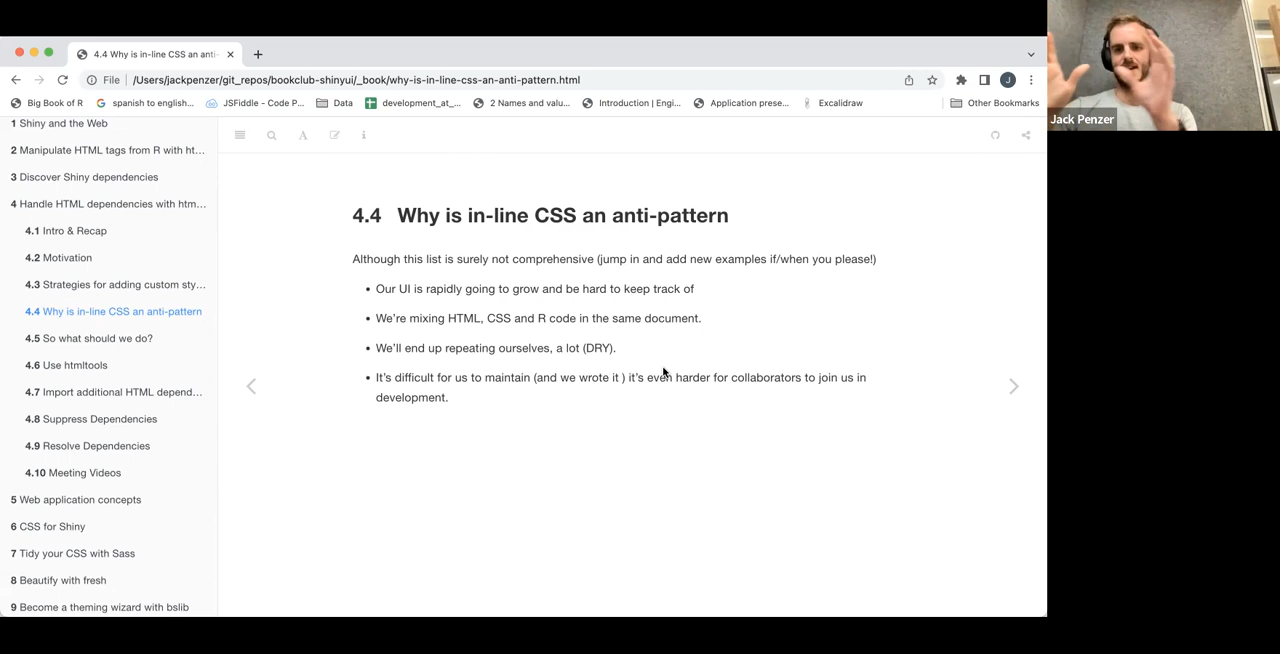 4.4 Why is in-line CSS an anti-
File
/Users/jackpenzer/git_repos/bookclub-shinyui/_book/why-is-in-line-css-an-anti-pattern.html
J
Big Book of R
spanish to english...
JSFiddle - Code P...
Data
development_at_...
2 Names and valu...
Introduction | Engi...
Application prese...
Excalidraw
Other Bookmarks
Jack Penzer
1 Shiny and the Web
2 Manipulate HTML tags from R with ht...
3 Discover Shiny dependencies
4 Handle HTML dependencies with htm...
4.1 Intro & Recap
4.2 Motivation
4.3 Strategies for adding custom sty...
4.4 Why is in-line CSS an anti-pattern
4.5 So what should we do?
4.6 Use htmltools
4.7 Import additional HTML depend...
4.8 Suppress Dependencies
4.9 Resolve Dependencies
4.10 Meeting Videos
5 Web application concepts
6 CSS for Shiny
7 Tidy your CSS with Sass
8 Beautify with fresh
9 Become a theming wizard with bslib
4.4 Why is in-line CSS an anti-pattern
Although this list is surely not comprehensive (jump in and add new examples if/when you please!)
• Our UI is rapidly going to grow and be hard to keep track of
• We're mixing HTML, CSS and R code in the same document.
• We'll end up repeating ourselves, a lot (DRY).
• It's difficult for us to maintain (and we wrote it ) it's even harder for collaborators to join us in
development.